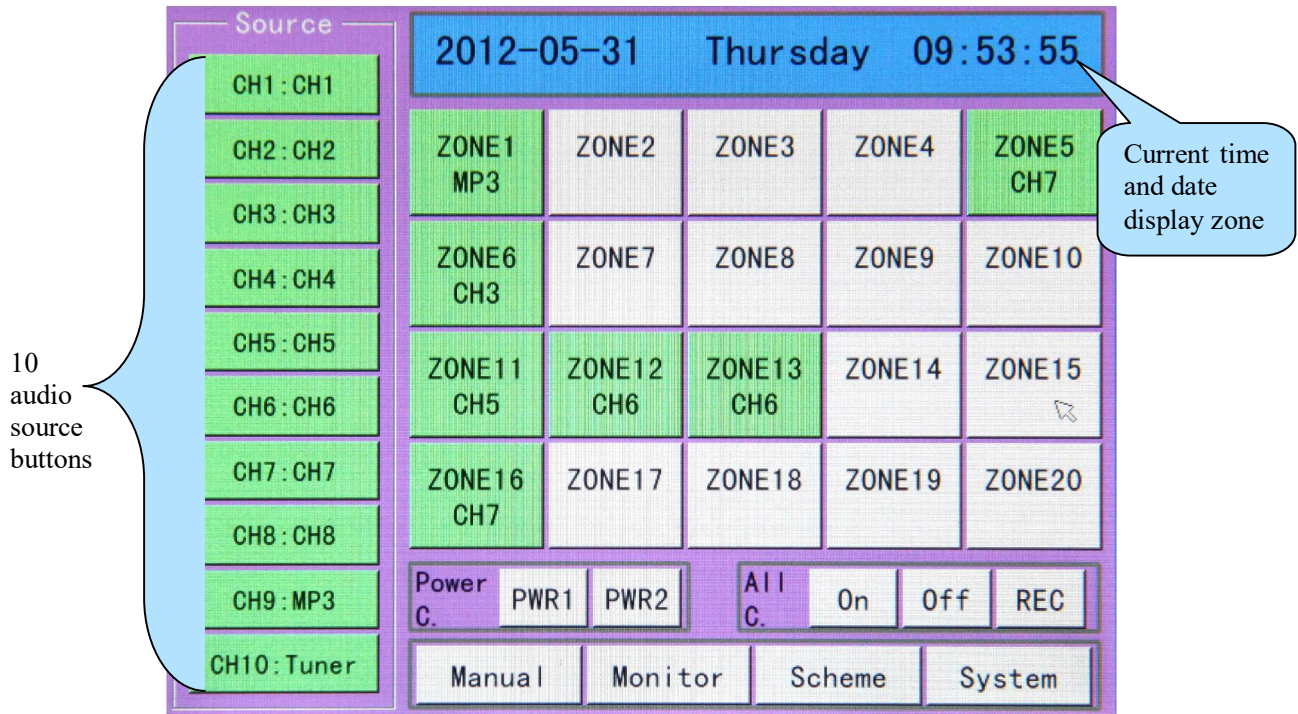 Source
CH1:CH1
CH2:CH2
CH3:CH3
CH4:CH4
CH5:CH5
CH6:CH6
CH7:CH7
CH8:CH8
CH9:MP3
CH10:Tuner
10
audio
source
buttons
2012-05-31 Thursday 09:53:55
Current time
and date
display zone
ZONE1 ZONE2 ZONE3 ZONE4 ZONE5
MP3 CH7
ZONE6 ZONE7 ZONE8 ZONE9 ZONE10
CH3
ZONE11 ZONE12 ZONE13 ZONE14 ZONE15
CH5 CH6 CH6
ZONE16 ZONE17 ZONE18 ZONE19 ZONE20
CH7
Power PWR1 PWR2 All On Off REC
C. C.
Manual Monitor Scheme System